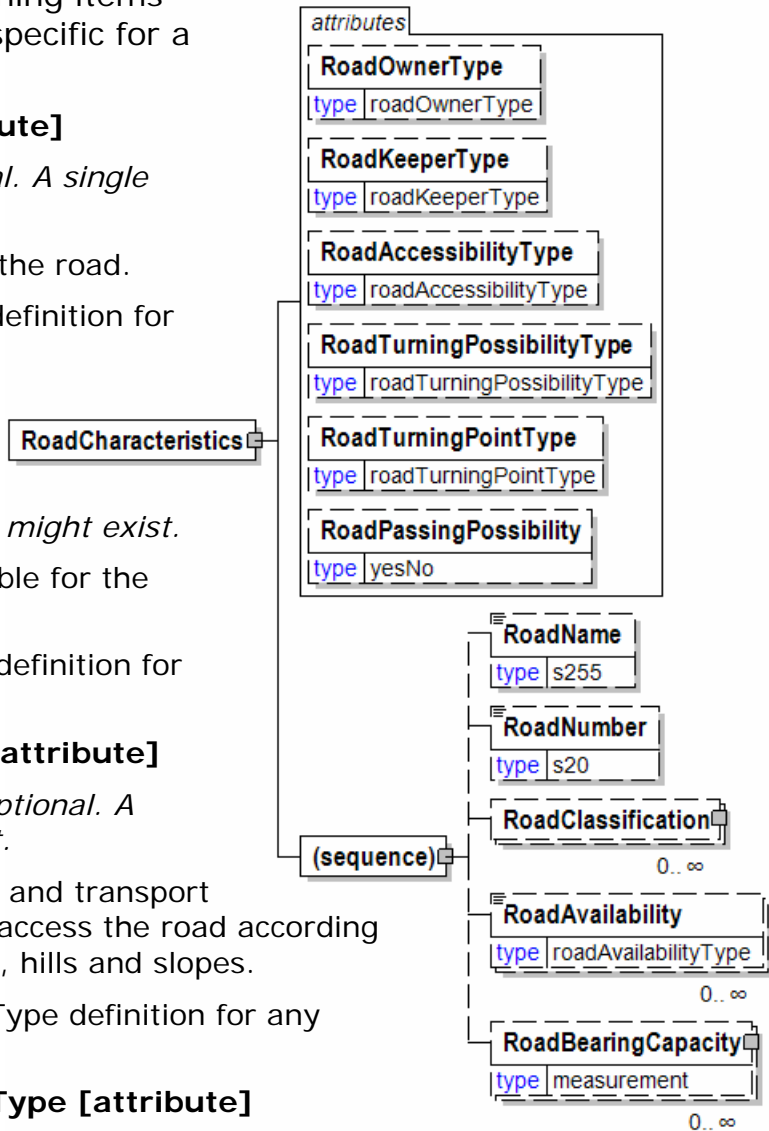 ning items
specific for a
ute]
l. A single
the road.
definition for
might exist.
ble for the
definition for
attribute]
ptional. A
t.
and transport
access the road according
, hills and slopes.
Type definition for any
Type [attribute]
RoadCharacteristics
attributes
RoadOwnerType
type roadOwnerType
RoadKeeperType
type roadKeeperType
RoadAccessibilityType
type roadAccessibilityType
RoadTurningPossibilityType
type roadTurningPossibilityType
RoadTurningPointType
type roadTurningPointType
RoadPassingPossibility
type yesNo
(sequence)
RoadName
type s255
RoadNumber
type s20
RoadClassification
0..∞
RoadAvailability
type roadAvailabilityType
0..∞
RoadBearingCapacity
type measurement
0..∞